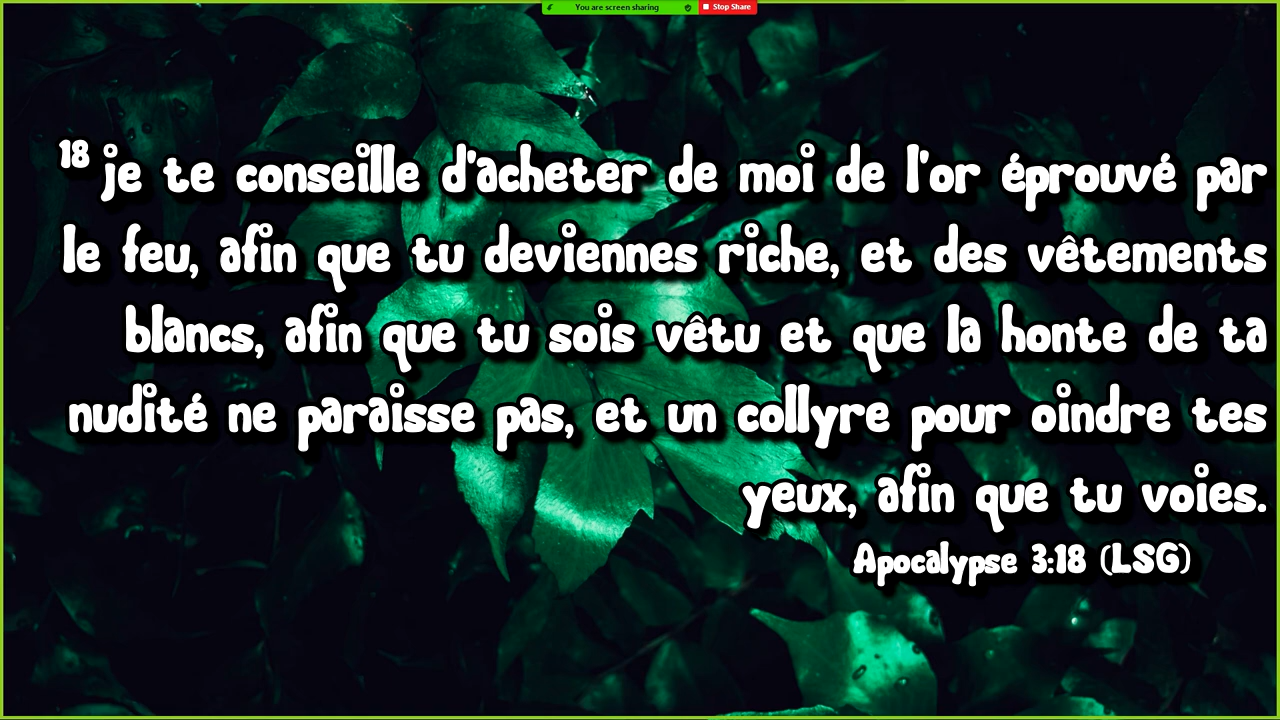 You are screen sharing Stop Share
18 je te conseille d'acheter de moi de l'or éprouvé par
le feu, afin que tu deviennes riche, et des vêtements
blancs, afin que tu sois vêtu et que la honte de ta
nudité ne paraisse pas, et un collyre pour oindre tes
yeux, afin que tu voies.
Apocalypse 3:18 (LSG)